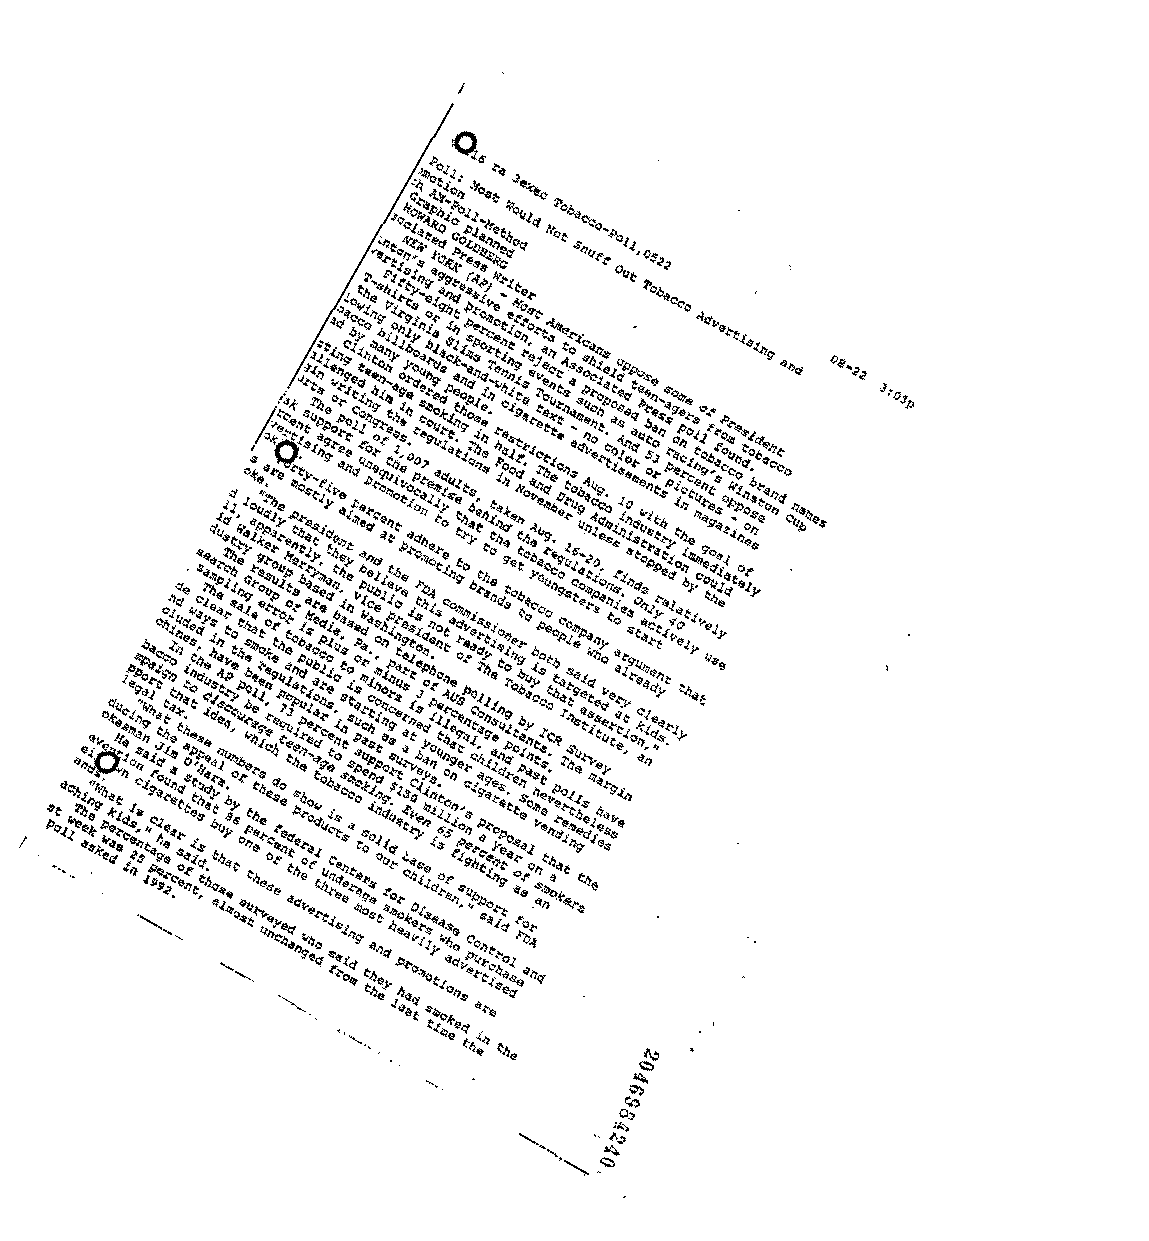 16 ra 3ekec Tobacco-Poll,0522
08-22 3:03p
Poll: Most Would Not Snuff Out Tobacco Advertising and
motion
h AM-Poll-Method
Graphic planned
HOWARD GOLDBERG
sociated Press Writer
NEW YORK (AP) - Most Americans oppose some of President
inton's aggressive efforts to shield teen-agers from tobacco
vertising and promotion, an Associated Press poll found.
Fifty-eight percent reject a proposed ban on tobacco brand names
T-shirts or in sporting events such as auto racing's Winston Cup
the Virginia Slims Tennis Tournament. And 53 percent oppose
lowing only black-and-white text - no color or pictures - on
bacco billboards and in cigarette advertisements in magazines
ad by many young people.
Clinton ordered those restrictions Aug. 10 with the goal of
tting teen-age smoking in half. The tobacco industry immediately
allenged him in court. The Food and Drug Administration could
gin writing the regulations in November unless stopped by the
urts or Congress.
The poll of 1,007 adults, taken Aug. 16-20, finds relatively
ak support for the premise behind the regulations. Only 40
rcent agree unequivocally that the tobacco companies actively use
vertising and promotion to try to get youngsters to start
ok
orty-five percent adhere to the tobacco company argument that
s are mostly aimed at promoting brands to people who already
oke.
"The president and the FDA commissioner both said very clearly
d loudly that they believe this advertising is targeted at kids.
ll, apparently, the public is not ready to buy that assertion,"
id Walker Merryman, vice president of The Tobacco Institute, an
dustry group based in Washington.
The results are based on telephone polling by ICR Survey
search Group of Media, Pa., part of AUS Consultants. The margin
sampling error is plus or minus 3 percentage points.
The sale of tobacco to minors is illegal, and past polls have
de clear that the public is concerned that children nevertheless
nd ways to smoke and are starting at younger ages. Some remedies
cluded in the regulations, such as a ban on cigarette vending
chines, have been popular in past surveys.
In the AP poll, 73 percent support Clinton's proposal that the
bacco industry be required to spend $150 million a year on a
mpaign to discourage teen-age smoking. Even 65 percent of smokers
pport that idea, which the tobacco industry is fighting as an
legal tax.
"What these numbers do show is a solid base of support for
ducing the appeal of these products to our children," said FDA
okesman Jim O'Hara.
He said a study by the federal Centers for Disease Control and
evention found that 86 percent of underage smokers who purchase
ei own cigarettes buy one of the three most heavily advertised
ands.
"What is clear is that these advertising and promotions are
aching kids," he said.
The percentage of those surveyed who said they had smoked in the
st week was 25 percent, almost unchanged from the last time the
poll asked in 1992.
2046984240